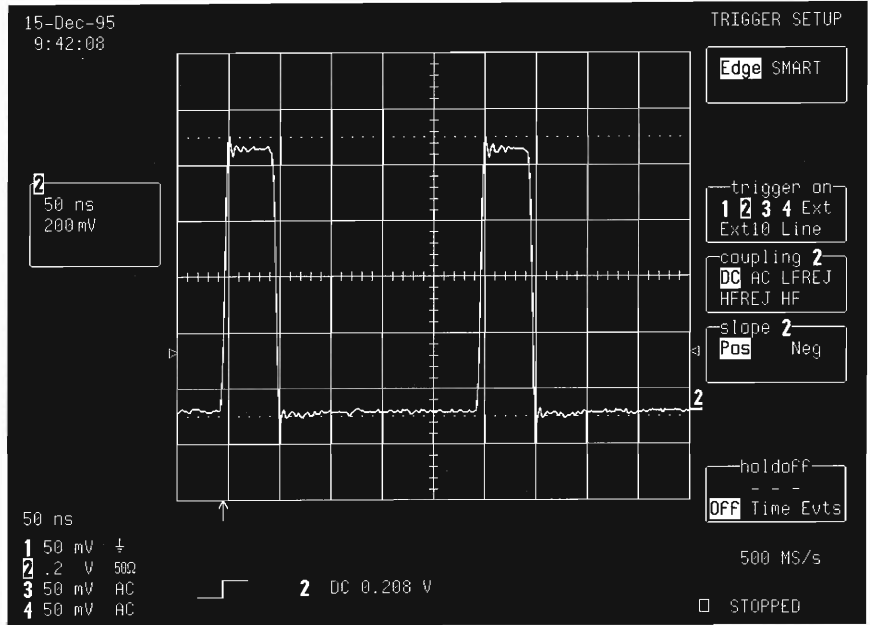 15-Dec-95
9:42:08
TRIGGER SETUP
Edge SMART
2
50 ns
200 mV
trigger on
1 2 3 4 Ext
Ext10 Line
coupling 2
DC AC LFREJ
HFREJ HF
slope 2
Pos Neg
2
holdoff
- - -
Off Time Evts
50 ns
1 50 mV
2 .2 V 50Ω
3 50 mV AC
4 50 mV AC
2 DC 0.208 V
500 MS/s
STOPPED